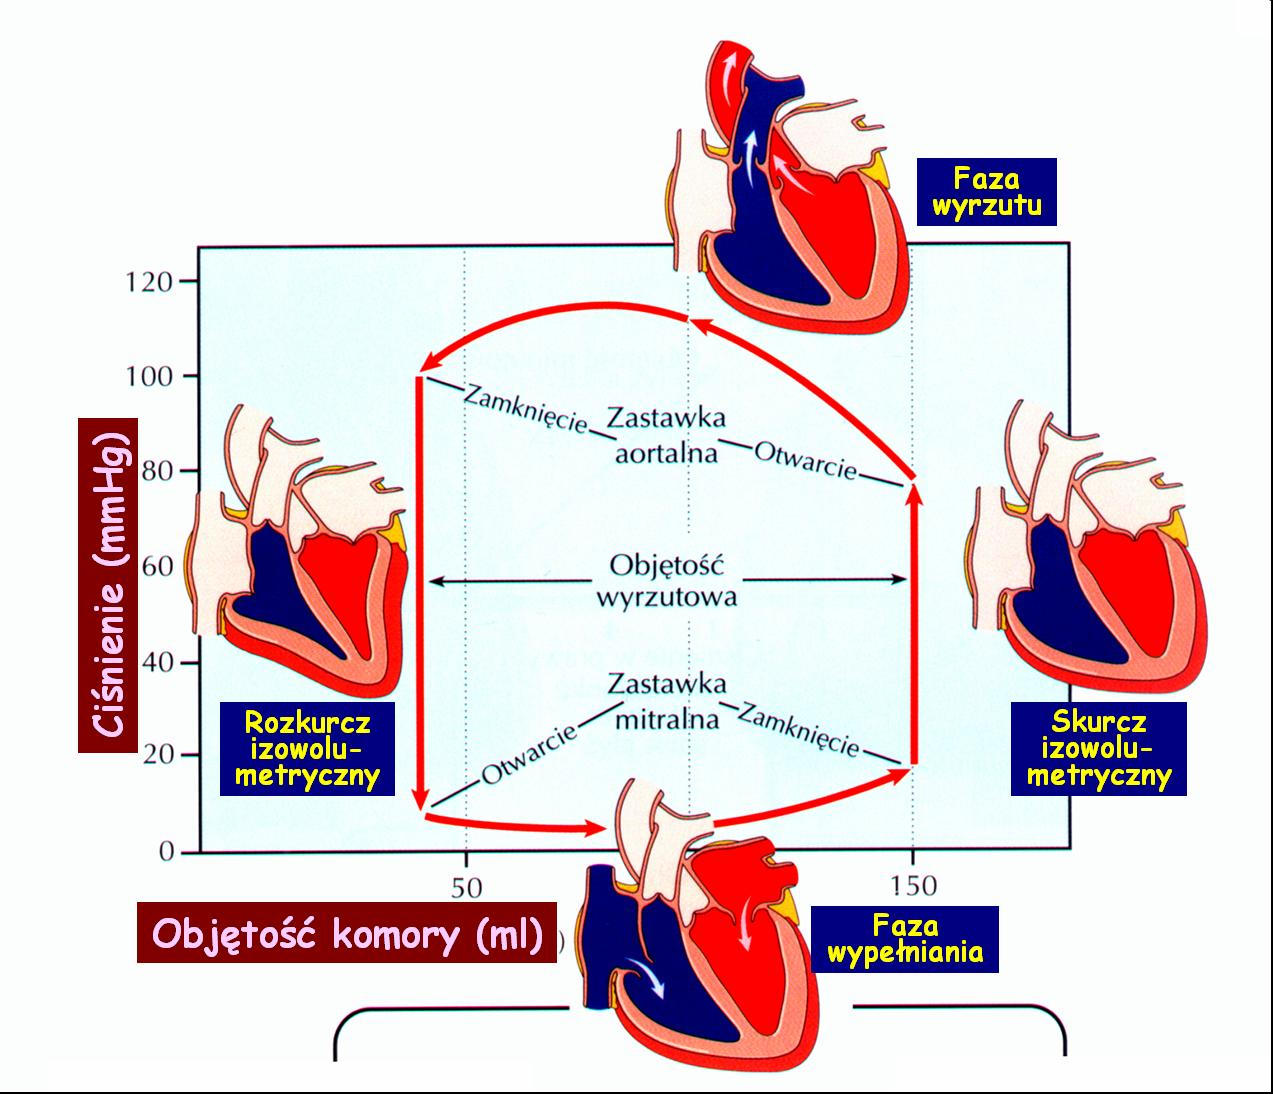 Faza
wyrzutu
120
100
80
60
40
20
0
Ciśnienie (mmHg)
Zamknięcie
Zastawka
aortalna
Otwarcie
Objętość
wyrzutowa
Zastawka
mitralna
Otwarcie
Zamknięcie
Rozkurcz
izowolu-
metryczny
Skurcz
izowolu-
metryczny
50
150
Objętość komory (ml)
)
Faza
wypełniania